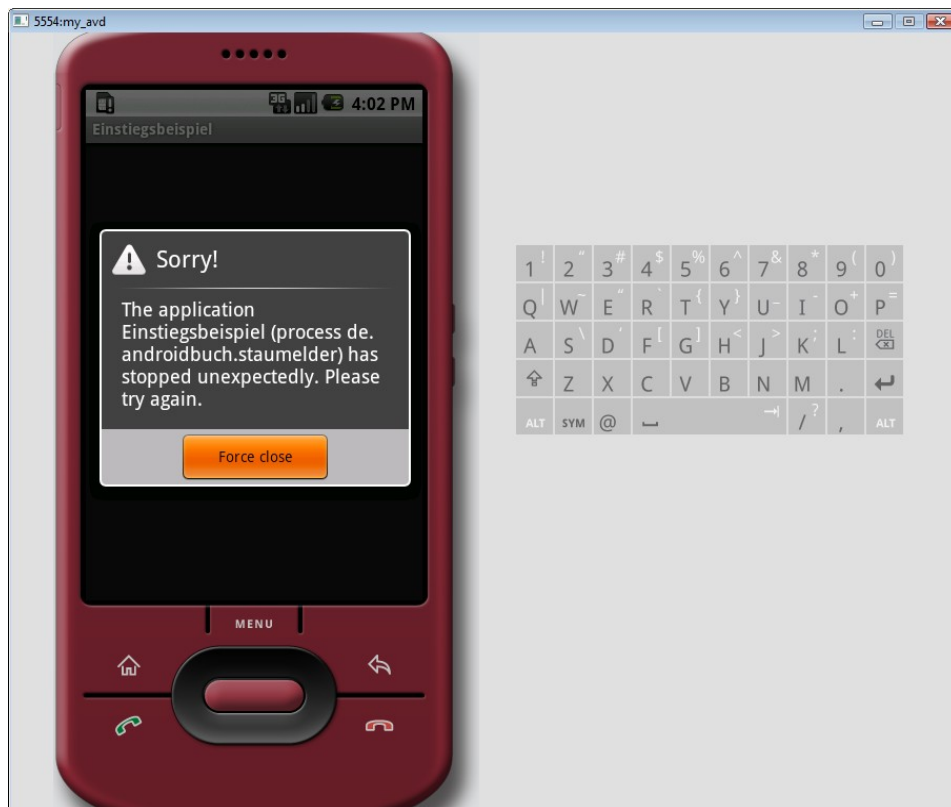 5554:my_avd
3G 4:02 PM
Einstiegsbeispiel
Sorry!
The application
Einstiegsbeispiel (process de.
androidbuch.staumelder) has
stopped unexpectedly. Please
try again.
Force close
MENU
1 ! 2 " 3 # 4 $ 5 % 6 ^ 7 & 8 * 9 ( 0 )
Q | W ~ E “ R ` T { Y } U _ I - O + P =
A S \ D ' F [ G ] H < J > K ; L : DEL
Z X C V B N M .
ALT SYM @ / ? , ALT